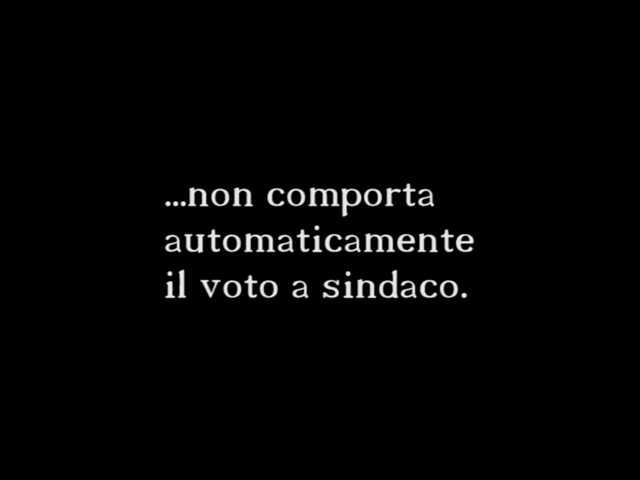 ...non comporta
automaticamente
il voto a sindaco.